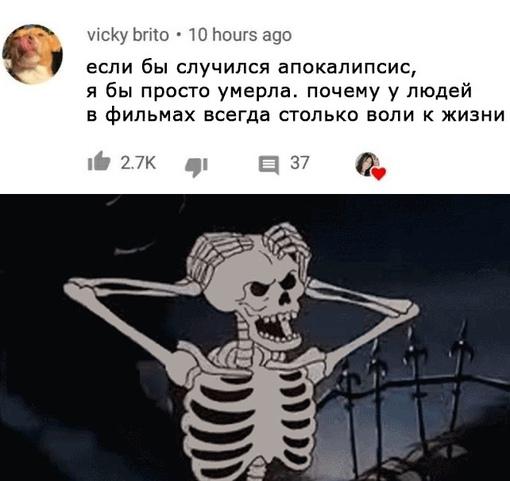 vicky brito • 10 hours ago
если бы случился апокалипсис,
я бы просто умерла. почему у людей
в фильмах всегда столько воли к жизни
2.7K 37